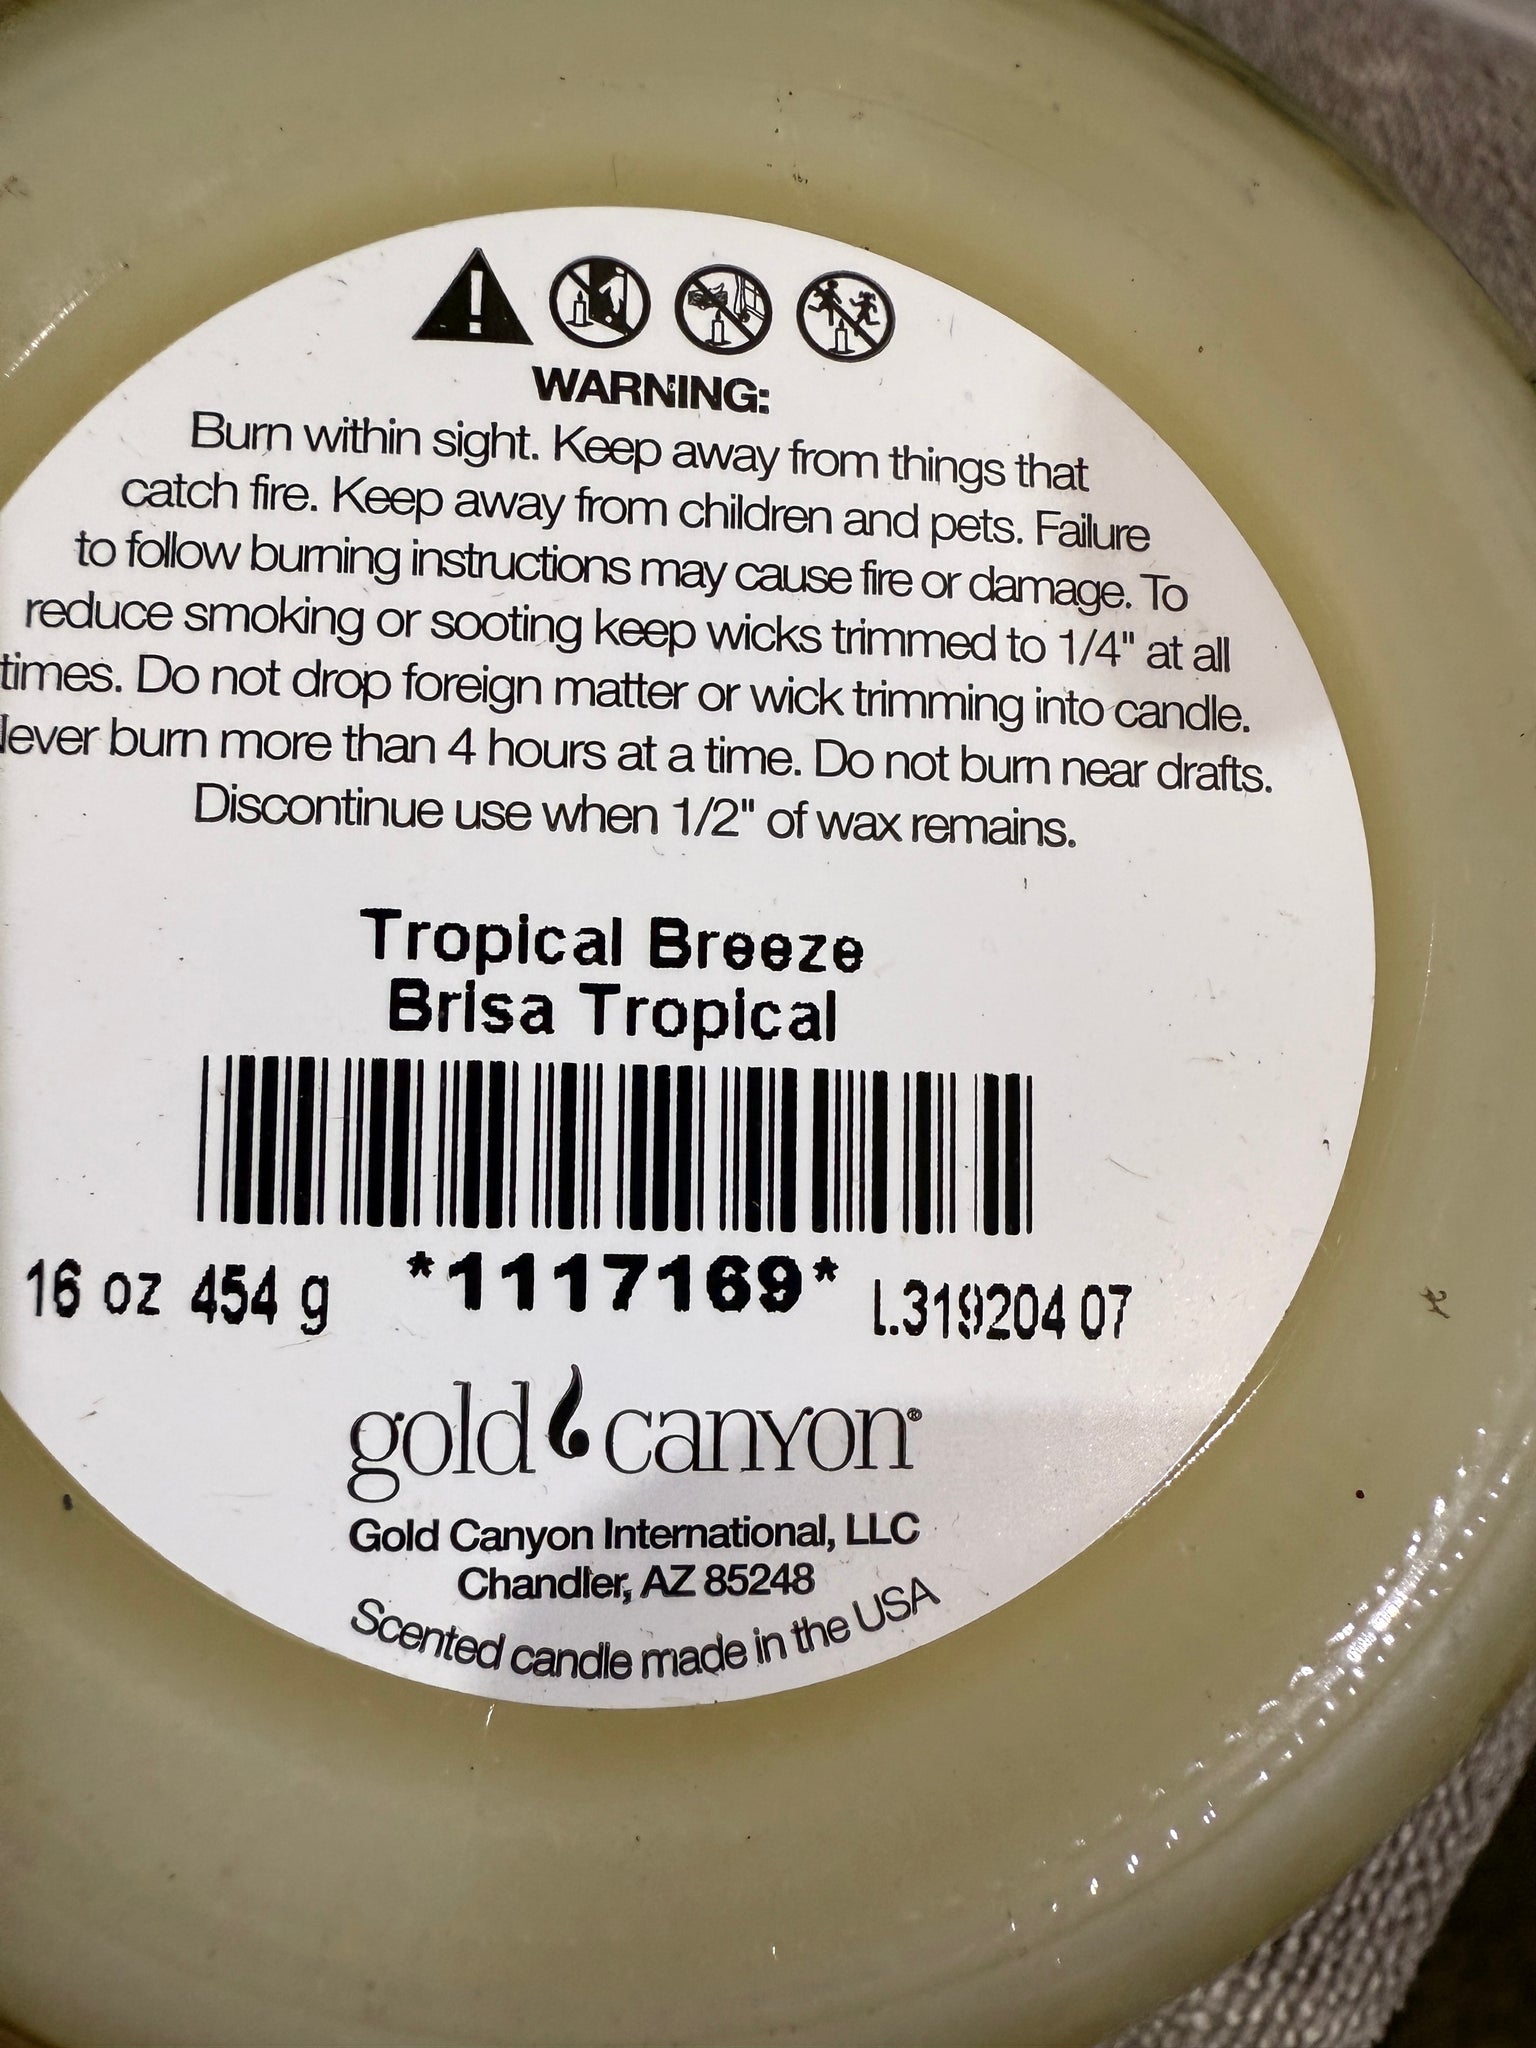 WARNING:
Burn within sight. Keep away from things that
catch fire. Keep away from children and pets. Failure
to follow burning instructions may cause fire or damage. To
reduce smoking or sooting keep wicks trimmed to 1/4" at all
times. Do not drop foreign matter or wick trimming into candle.
lever burn more than 4 hours at a time. Do not burn near drafts.
Discontinue use when 1/2" of wax remains.
Tropical Breeze
Brisa Tropical
16 oz 454 g *1117169* L319204 07
gold canyon®
Gold Canyon International, LLC
Chandler, AZ 85248
Scented candle made in the USA